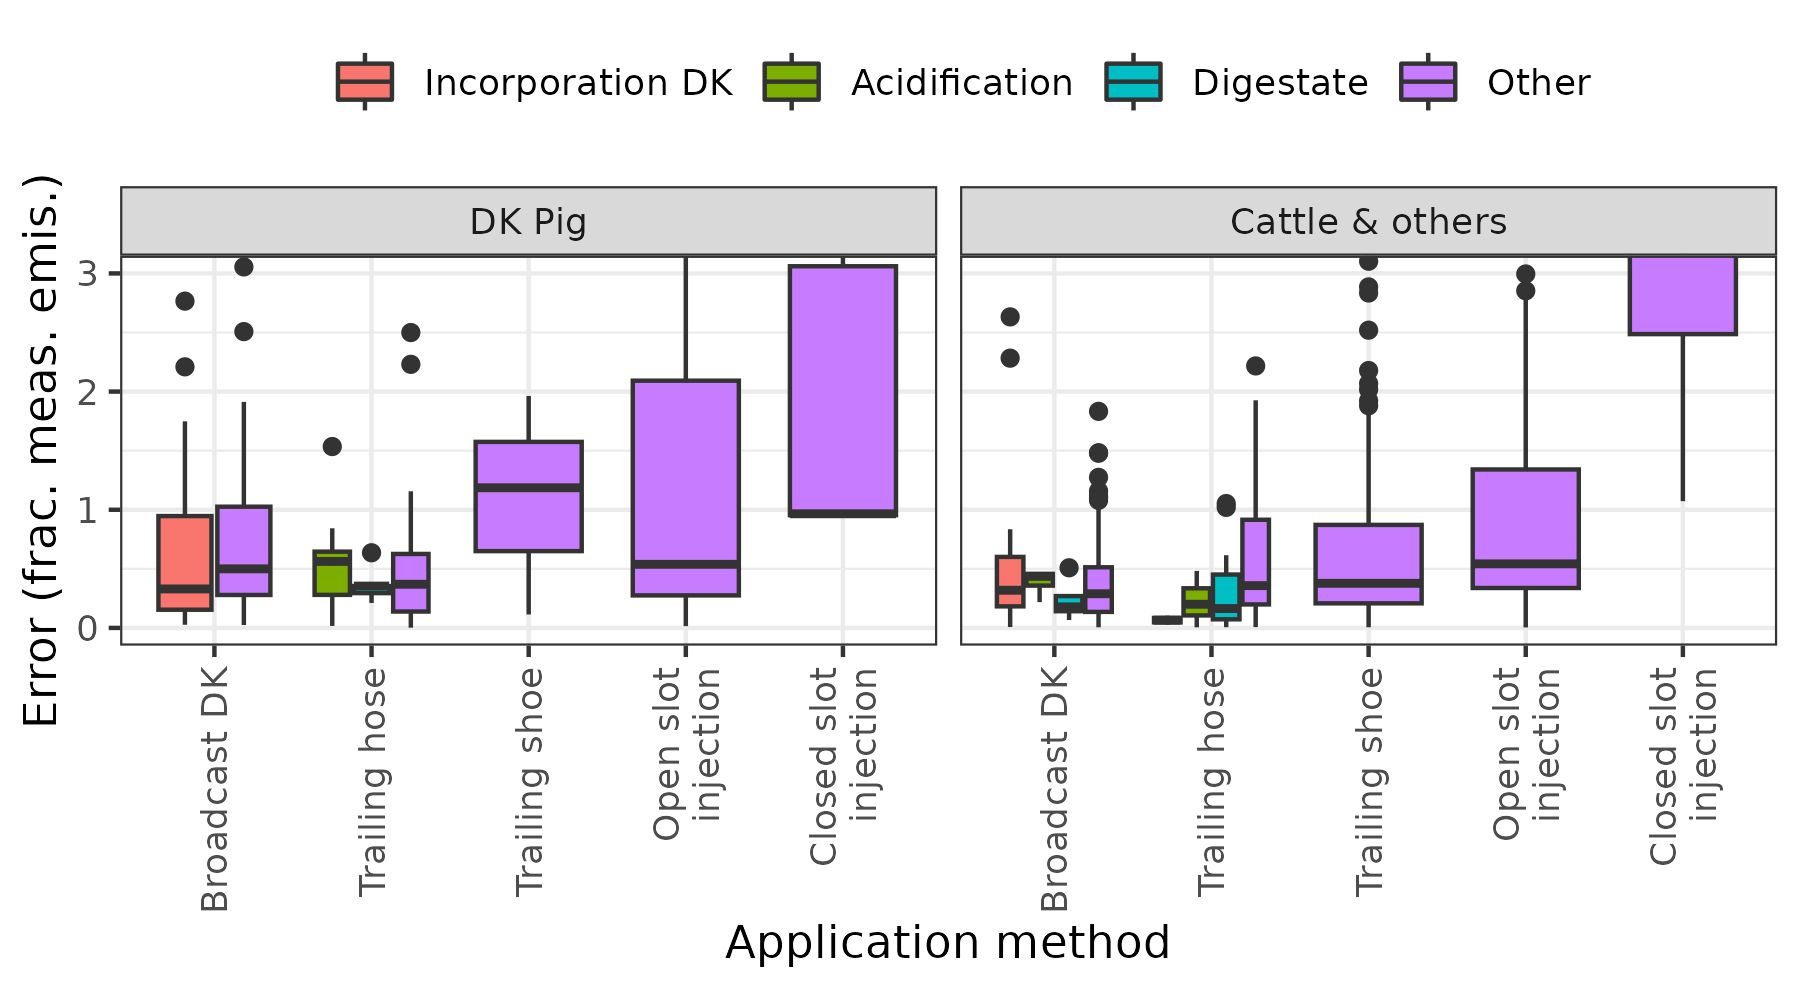 Incorporation DK Acidification Digestate Other
DK Pig
Cattle & others
Error (frac. meas. emis.)
3
2
1
0
Broadcast DK
Trailing hose
Trailing shoe
Open slot
injection
Closed slot
injection
Broadcast DK
Trailing hose
Trailing shoe
Open slot
injection
Closed slot
injection
Application method